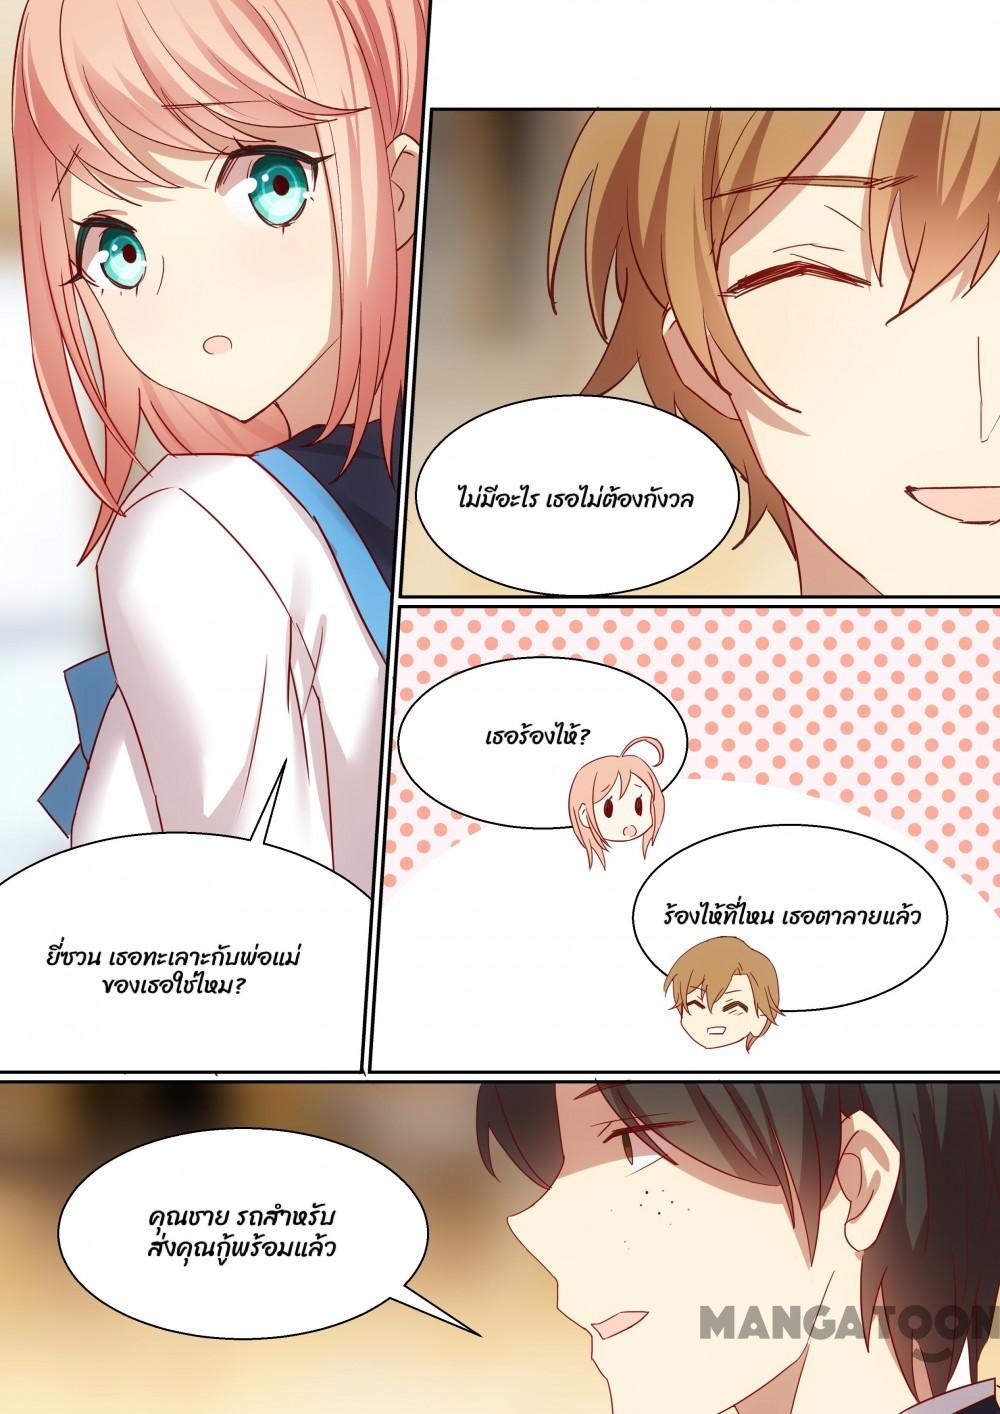 ยี่ซวน เธอทะเลาะกับพ่อแม่
ของเธอใช่ไหม?
ไม่มีอะไร เธอไม่ต้องกังวล
เธอร้องไห้?
ร้องไห้ที่ไหน เธอตาลายแล้ว
คุณชาย รถสำหรับ
ส่งคุณกู้พร้อมแล้ว
MANGATOON